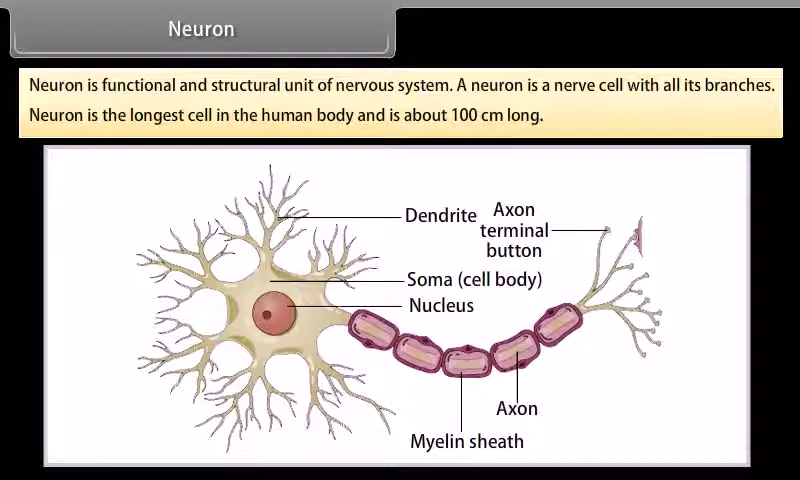 Neuron
Neuron is functional and structural unit of nervous system. A neuron is a nerve cell with all its branches.
Neuron is the longest cell in the human body and is about 100 cm long.
Dendrite
Axon
terminal
button
Soma (cell body)
Nucleus
Axon
Myelin sheath